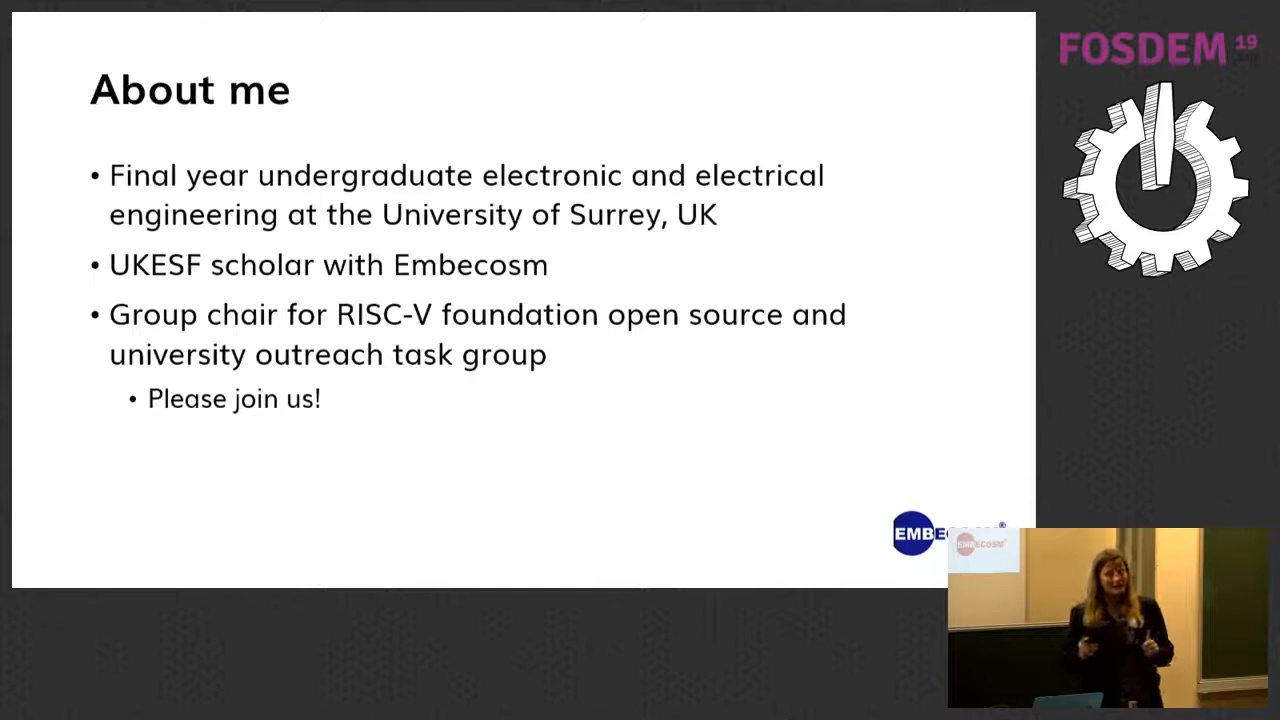 About me
• Final year undergraduate electronic and electrical
engineering at the University of Surrey, UK
• UKESF scholar with Embecosm
• Group chair for RISC-V foundation open source and
university outreach task group
• Please join us!
FOSDEM 19
EMBE
EMBECOSM